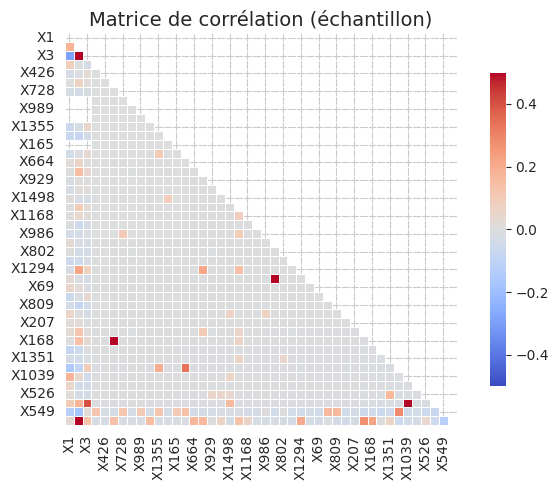 Matrice de corrélation (échantillon)
X1
X3
X426
X728
X989
X1355
X165
X664
X929
X1498
X1168
X986
X802
X1294
X69
X809
X207
X168
X1351
X1039
X526
X549
0.4
0.2
0.0
−0.2
−0.4
X1
X3
X426
X728
X989
X1355
X165
X664
X929
X1498
X1168
X986
X802
X1294
X69
X809
X207
X168
X1351
X1039
X526
X549